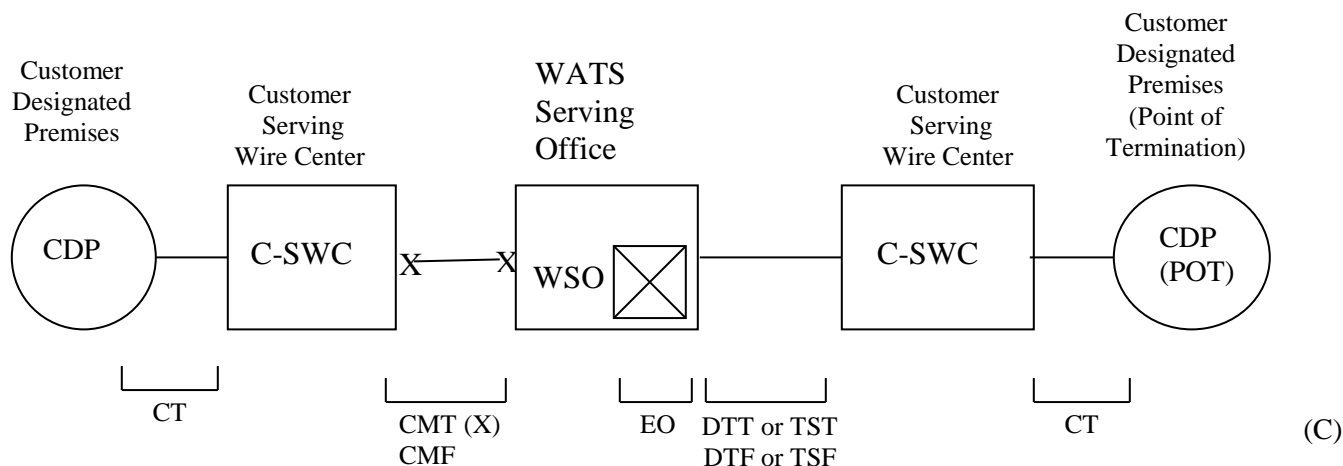 Customer
Designated
Premises
Customer
Serving
Wire Center
WATS
Serving
Office
Customer
Serving
Wire Center
Customer
Designated
Premises
(Point of
Termination)
CDP
C-SWC
X
X
WSO
C-SWC
CDP
(POT)
CT
CMT (X)
CMF
EO
DTT or TST
DTF or TSF
CT
(C)